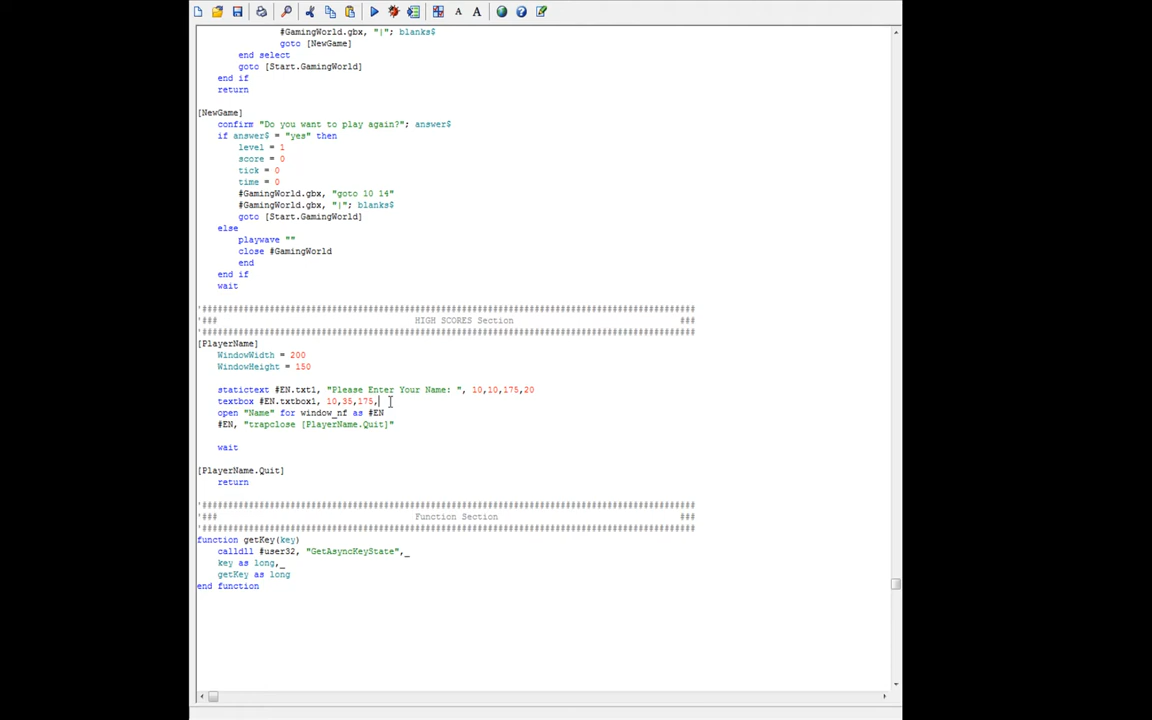 #GamingWorld.gbx, "|"; blanks$
goto [NewGame]
end select
goto [Start.GamingWorld]
end if
return
[NewGame]
confirm "Do you want to play again?"; answer$
if answer$ = "yes" then
level = 1
score = 0
tick = 0
time = 0
#GamingWorld.gbx, "goto 10 14"
#GamingWorld.gbx, "|"; blanks$
goto [Start.GamingWorld]
else
playwave ""
close #GamingWorld
end
end if
wait
'################################################################################################
'### HIGH SCORES Section ###
'################################################################################################
[PlayerName]
WindowWidth = 200
WindowHeight = 150
statictext #EN.txt1, "Please Enter Your Name: ", 10,10,175,20
textbox #EN.txtbox1, 10,35,175,
open "Name" for window_nf as #EN
#EN, "trapclose [PlayerName.Quit]"
wait
[PlayerName.Quit]
return
'################################################################################################
'### Function Section ###
'################################################################################################
function getKey(key)
calldll #user32, "GetAsyncKeyState",_
key as long,_
getKey as long
end function